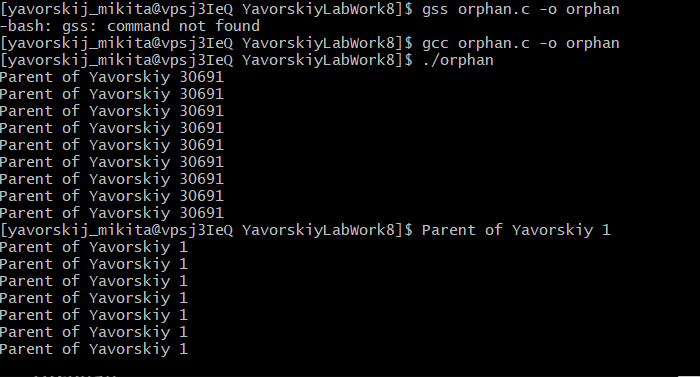 [yavorskij_mikita@vpsj3IeQ YavorskiyLabWork8]$ gss orphan.c -o orphan
-bash: gss: command not found
[yavorskij_mikita@vpsj3IeQ YavorskiyLabWork8]$ gcc orphan.c -o orphan
[yavorskij_mikita@vpsj3IeQ YavorskiyLabWork8]$ ./orphan
Parent of Yavorskiy 30691
Parent of Yavorskiy 30691
Parent of Yavorskiy 30691
Parent of Yavorskiy 30691
Parent of Yavorskiy 30691
Parent of Yavorskiy 30691
Parent of Yavorskiy 30691
Parent of Yavorskiy 30691
Parent of Yavorskiy 30691
[yavorskij_mikita@vpsj3IeQ YavorskiyLabWork8]$ Parent of Yavorskiy 1
Parent of Yavorskiy 1
Parent of Yavorskiy 1
Parent of Yavorskiy 1
Parent of Yavorskiy 1
Parent of Yavorskiy 1
Parent of Yavorskiy 1
Parent of Yavorskiy 1